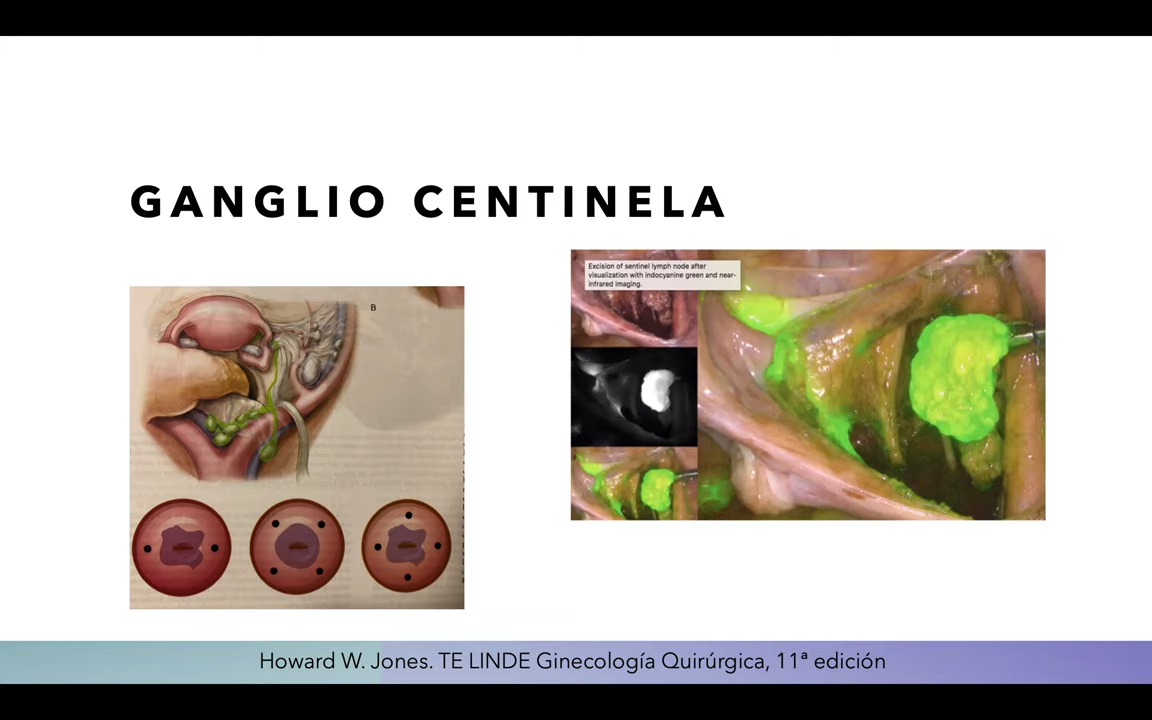 GANGLIO CENTINELA
Excision of sentinel lymph node after
visualization with indocyanine green and near-
infrared imaging.
B
Howard W. Jones. TE LINDE Ginecología Quirúrgica, 11ª edición